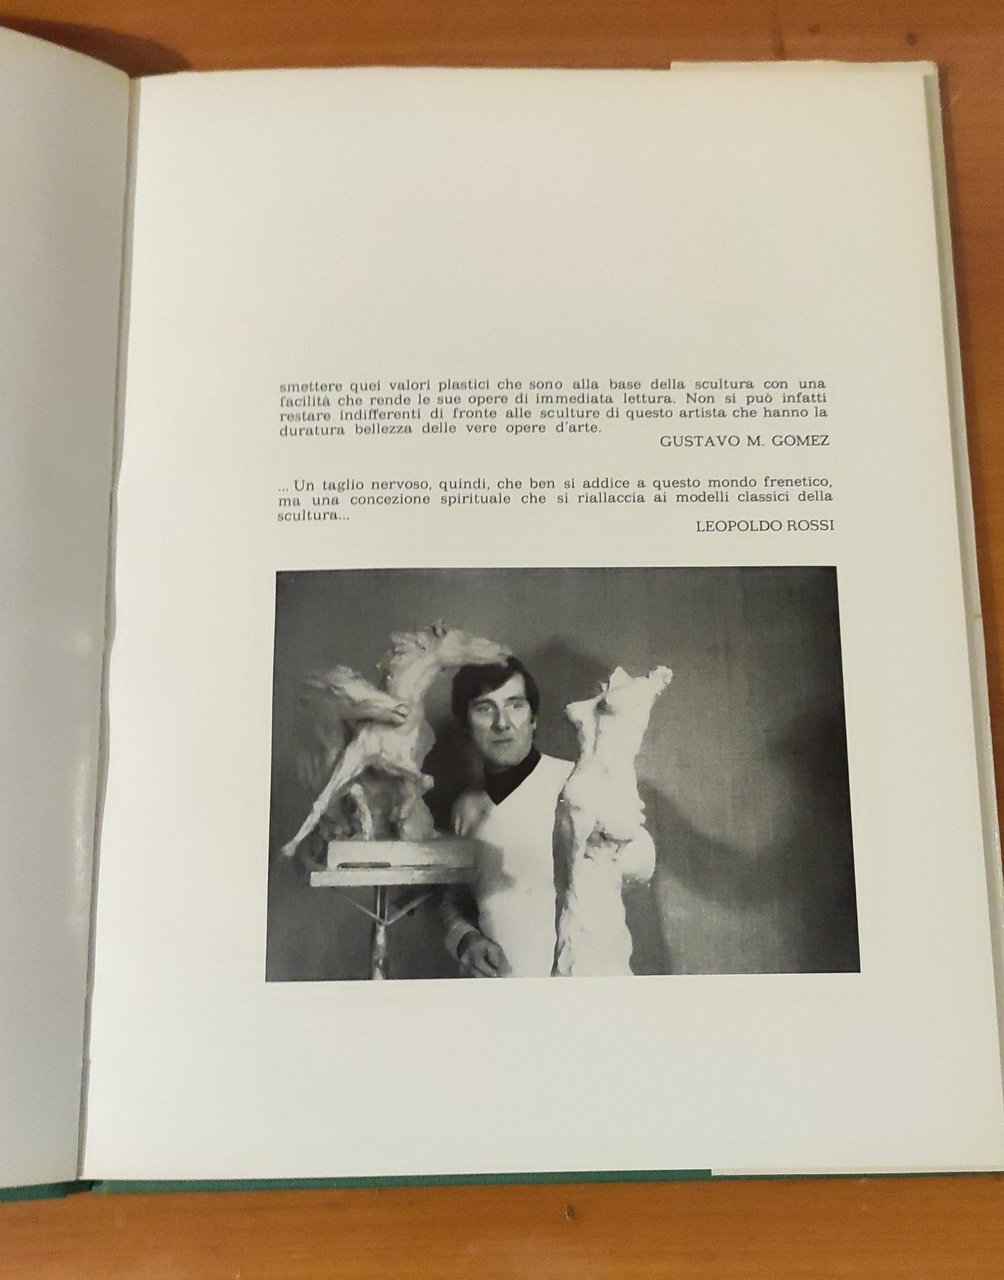 smettere quei valori plastici che sono alla base della scultura con una
facilità che rende le sue opere di immediata lettura. Non si può infatti
restare indifferenti di fronte alle sculture di questo artista che hanno la
duratura bellezza delle vere opere d'arte.
GUSTAVO M. GOMEZ
... Un taglio nervoso, quindi, che ben si addice a questo mondo frenetico,
ma una concezione spirituale che si riallaccia ai modelli classici della
scultura...
LEOPOLDO ROSSI